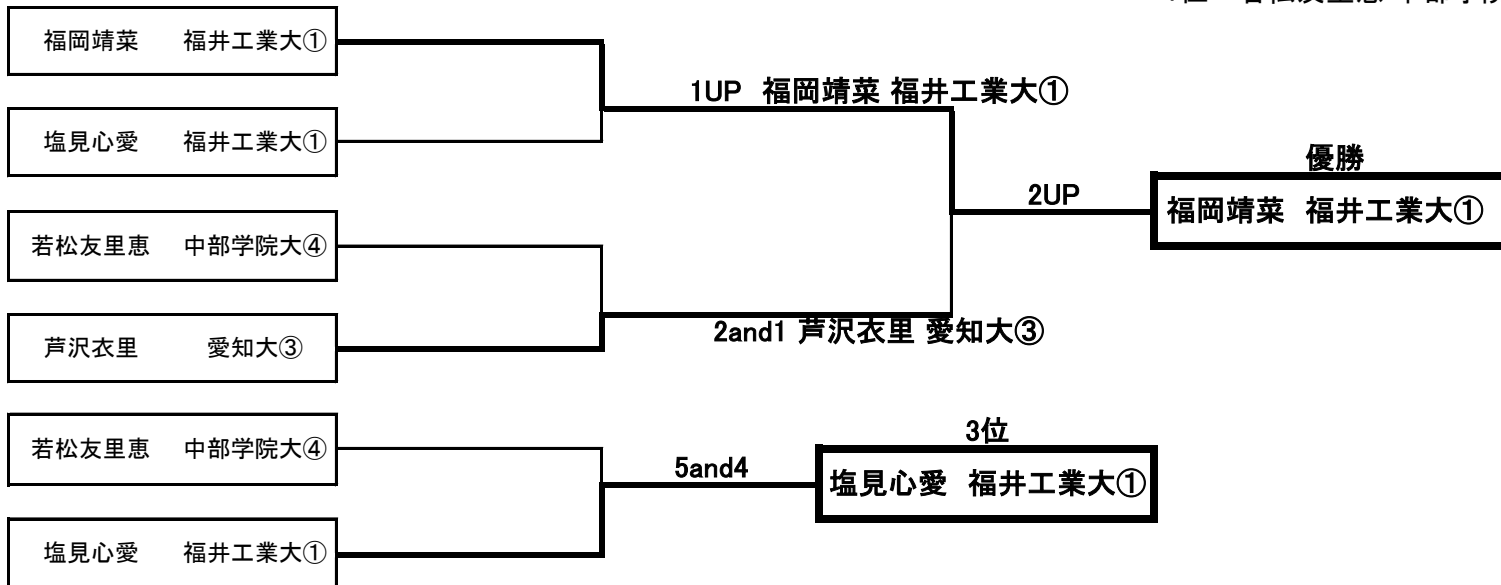 福岡靖菜 福井工業大①
1UP 福岡靖菜 福井工業大①
塩見心愛 福井工業大①
優勝
2UP
福岡靖菜 福井工業大①
若松友里恵 中部学院大④
2and1 芦沢衣里 愛知大③
芦沢衣里 愛知大③
若松友里恵 中部学院大④
3位
5and4
塩見心愛 福井工業大①
塩見心愛 福井工業大①